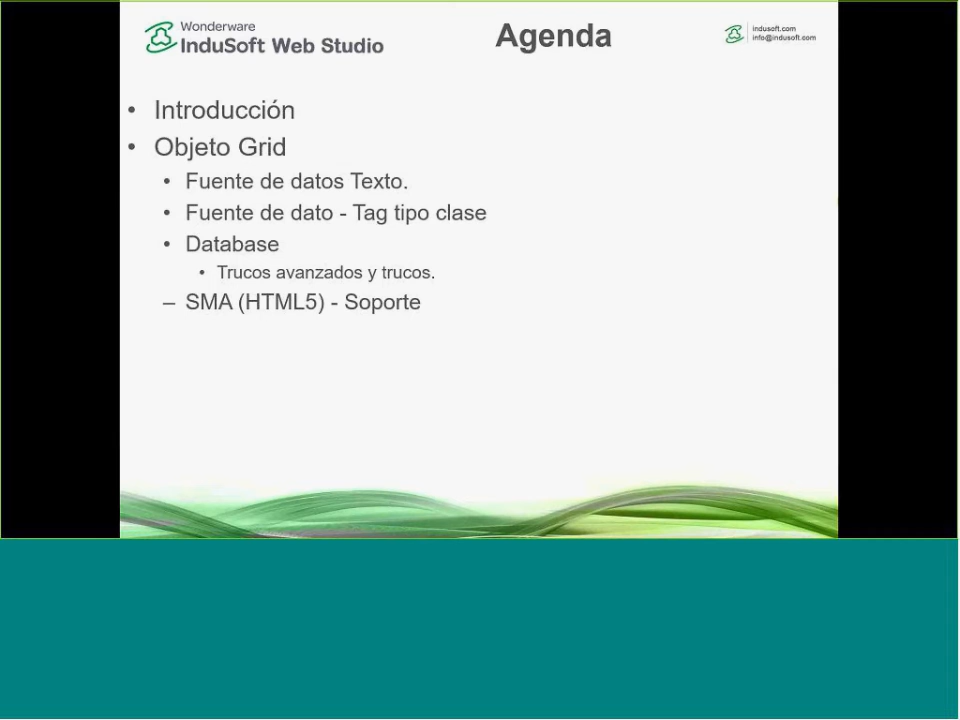 Wonderware
InduSoft Web Studio
Agenda
indusoft.com
info@indusoft.com
• Introducción
• Objeto Grid
• Fuente de datos Texto.
• Fuente de dato - Tag tipo clase
• Database
• Trucos avanzados y trucos.
– SMA (HTML5) - Soporte